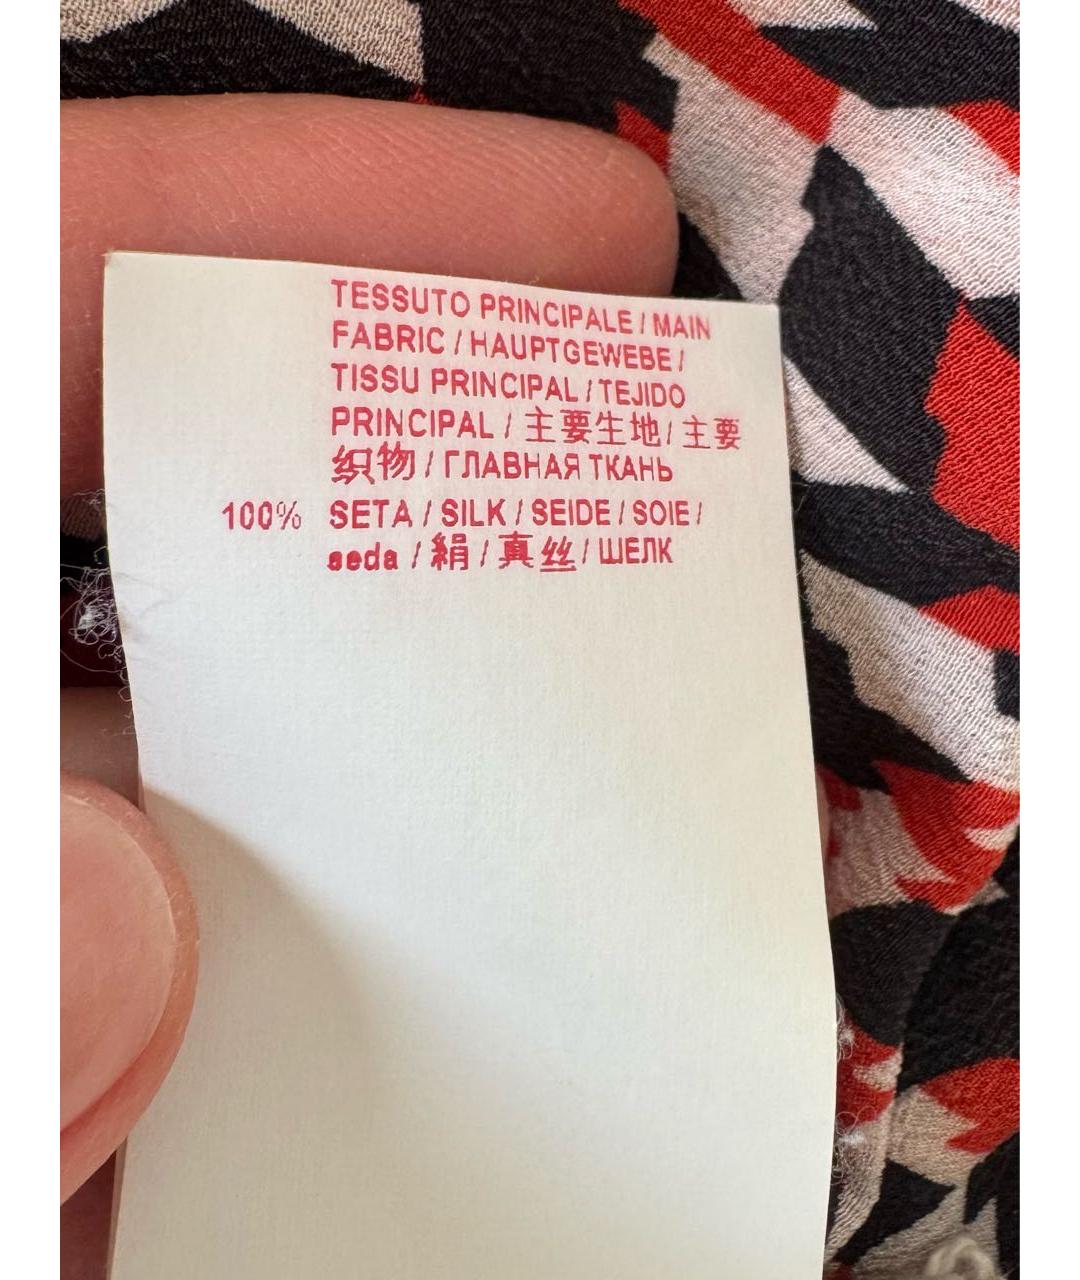 TESSUTO PRINCIPALE / MAIN
FABRIC / HAUPTGEWEBE /
TISSU PRINCIPAL / TEJIDO
PRINCIPAL / 主要生地 / 主要
织物 / ГЛАВНАЯ ТКАНЬ
100% SETA / SILK / SEIDE / SOIE /
seda / 絹 / 真丝 / ШЕЛК